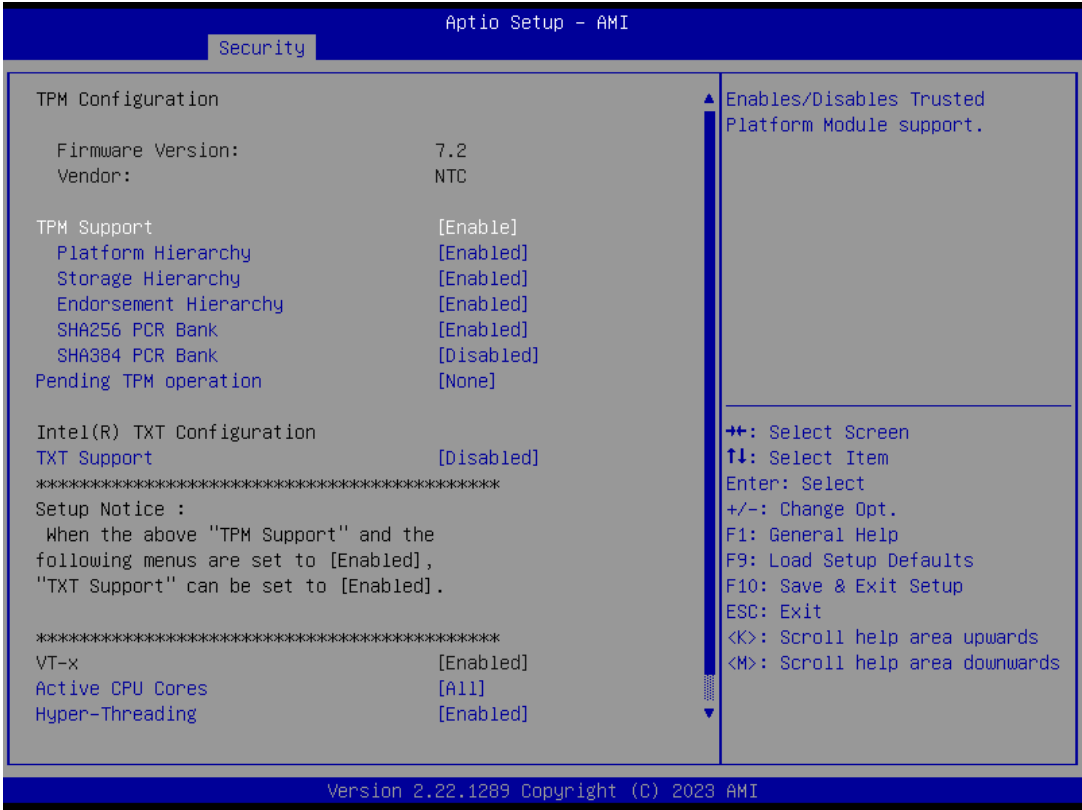 Aptio Setup - AMI
Security
TPM Configuration
Firmware Version: 7.2
Vendor: NTC
TPM Support [Enable]
Platform Hierarchy [Enabled]
Storage Hierarchy [Enabled]
Endorsement Hierarchy [Enabled]
SHA256 PCR Bank [Enabled]
SHA384 PCR Bank [Disabled]
Pending TPM operation [None]
Intel(R) TXT Configuration
TXT Support [Disabled]
********************************************
Setup Notice :
When the above "TPM Support" and the
following menus are set to [Enabled],
"TXT Support" can be set to [Enabled].
********************************************
VT-x [Enabled]
Active CPU Cores [All]
Hyper-Threading [Enabled]
Enables/Disables Trusted
Platform Module support.
→←: Select Screen
↑↓: Select Item
Enter: Select
+/-: Change Opt.
F1: General Help
F9: Load Setup Defaults
F10: Save & Exit Setup
ESC: Exit
<K>: Scroll help area upwards
<M>: Scroll help area downwards
Version 2.22.1289 Copyright (C) 2023 AMI